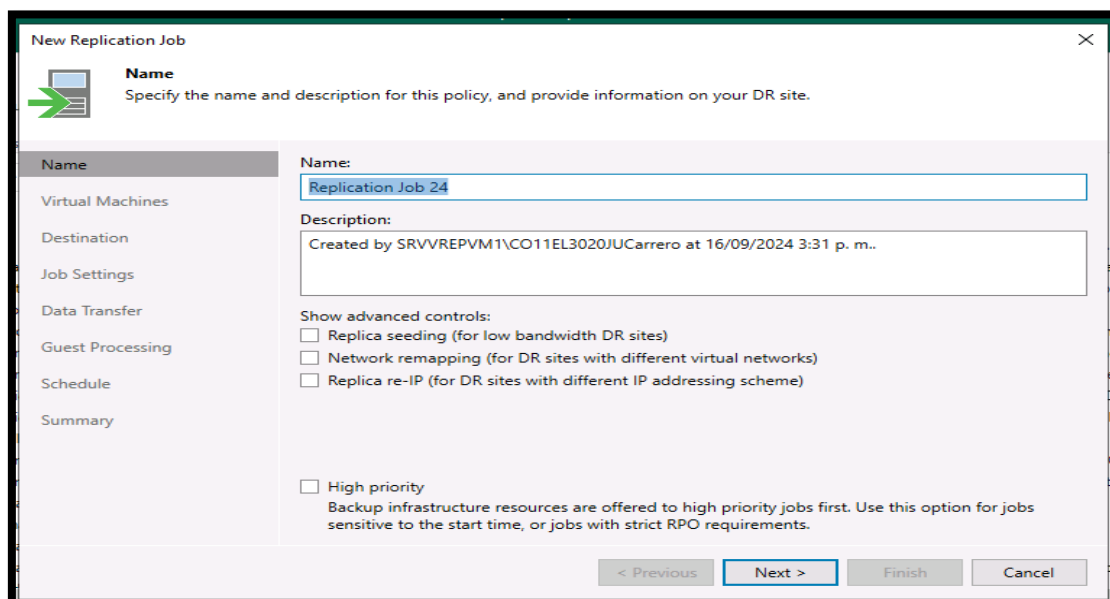 New Replication Job
Name
Specify the name and description for this policy, and provide information on your DR site.
Name
Virtual Machines
Destination
Job Settings
Data Transfer
Guest Processing
Schedule
Summary
Name:
Replication Job 24
Description:
Created by SRVVREPVM1\CO11EL3020JUCarrero at 16/09/2024 3:31 p. m..
Show advanced controls:
Replica seeding (for low bandwidth DR sites)
Network remapping (for DR sites with different virtual networks)
Replica re-IP (for DR sites with different IP addressing scheme)
High priority
Backup infrastructure resources are offered to high priority jobs first. Use this option for jobs
sensitive to the start time, or jobs with strict RPO requirements.
< Previous
Next >
Finish
Cancel